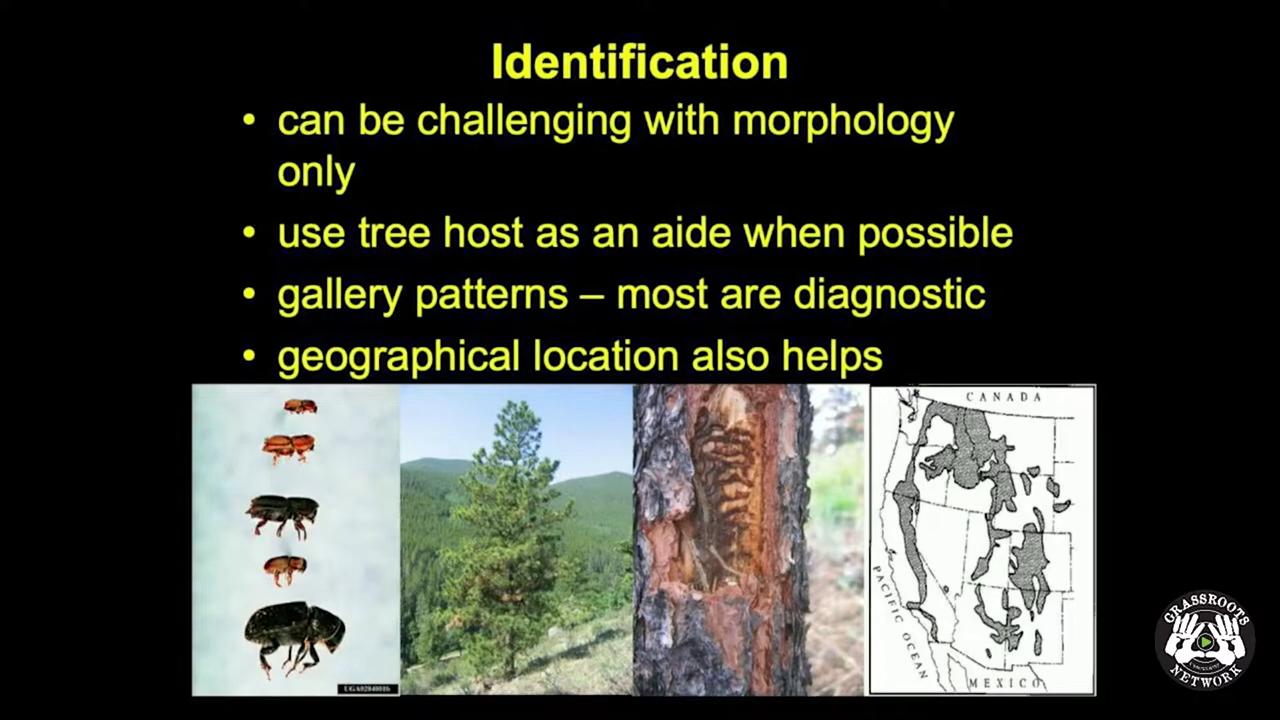 Identification
• can be challenging with morphology
only
• use tree host as an aide when possible
• gallery patterns – most are diagnostic
• geographical location also helps
CANADA
PACIFIC OCEAN
MEXICO
GRASSROOTS
NETWORK